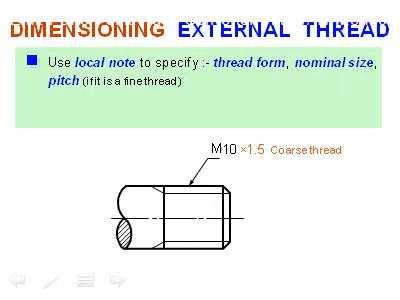 DIMENSIONING EXTERNAL THREAD
Use local note to specify :- thread form, nominal size,
pitch (if it is a fine thread)
M10 ×1.5 Coarse thread